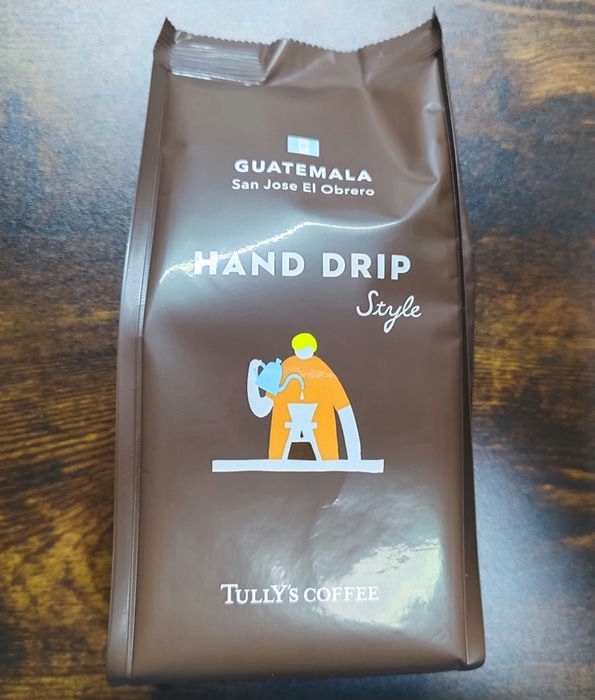 GUATEMALA
San Jose El Obrero
HAND DRIP
Style
TULLY'S COFFEE